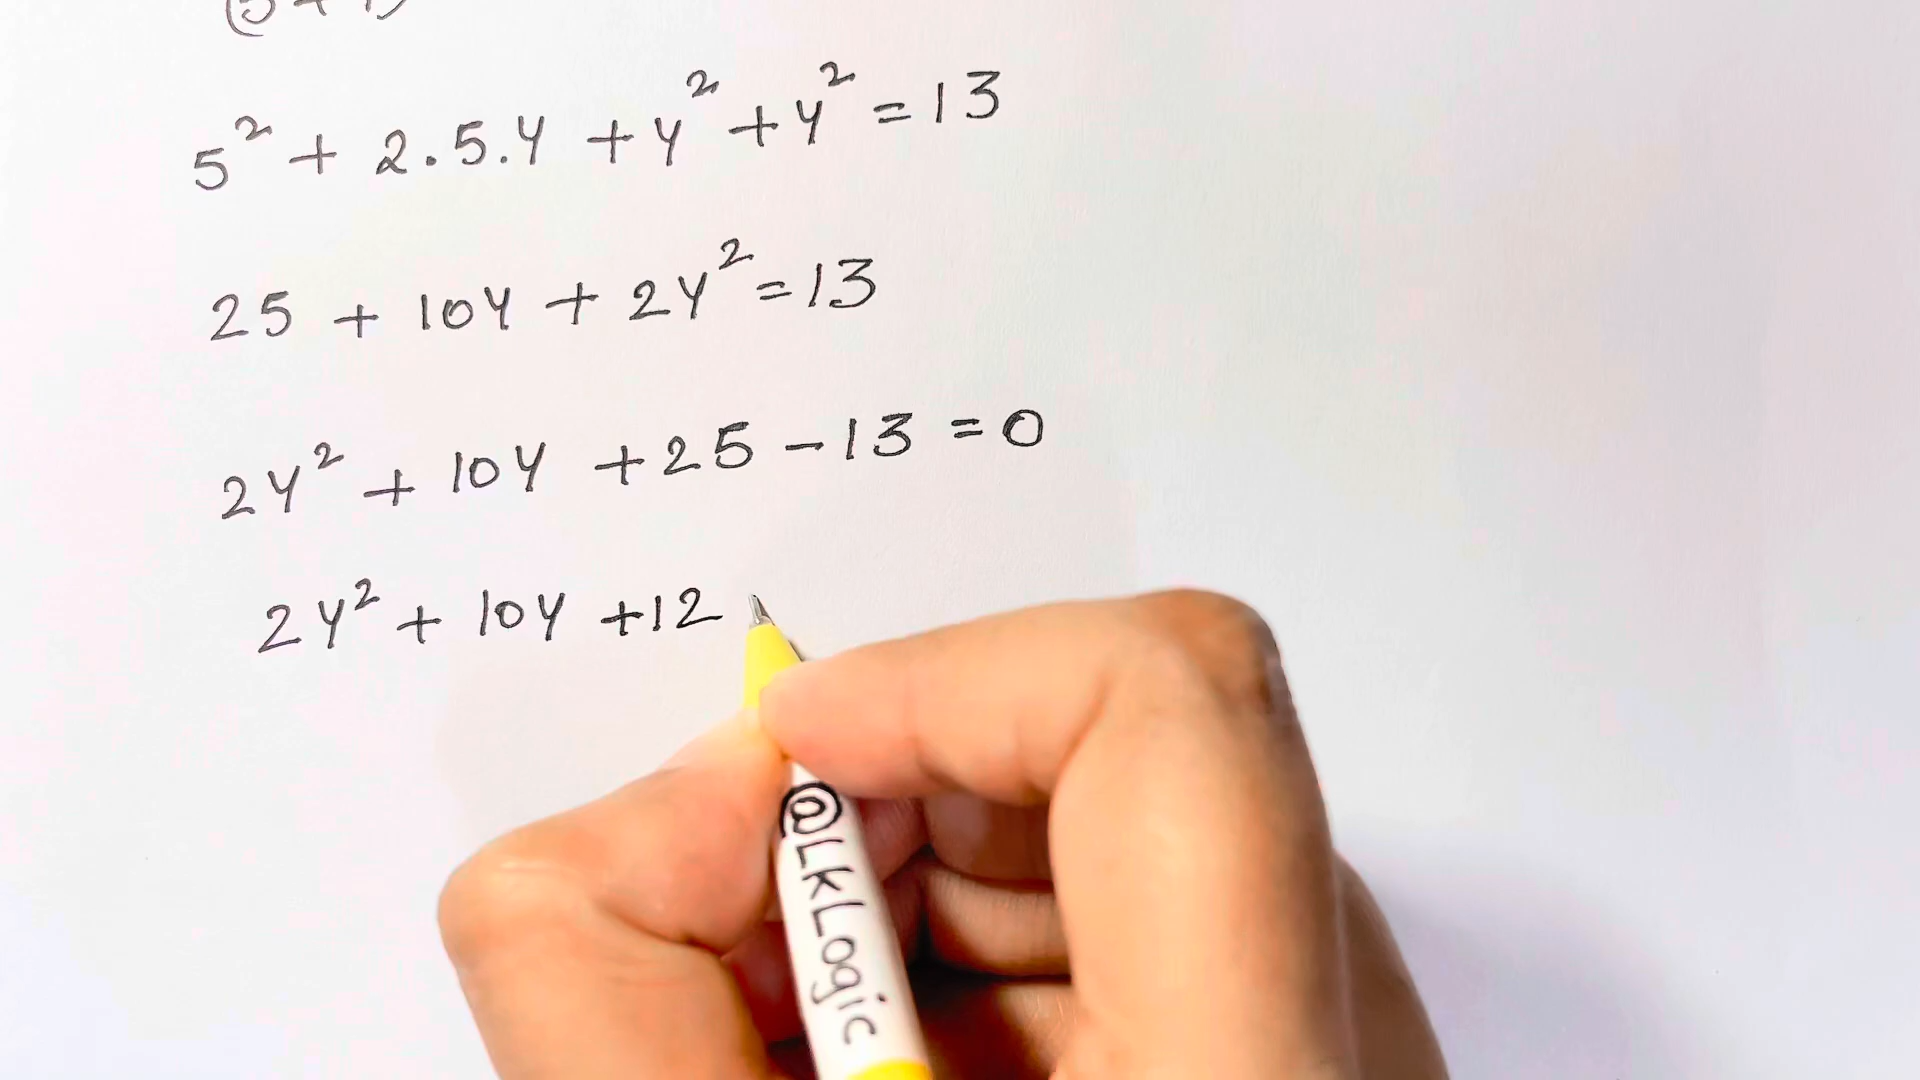 5² + 2.5.y + y² + y² = 13
25 + 10y + 2y² = 13
2y² + 10y + 25 - 13 = 0
2y² + 10y + 12
@LKLogic